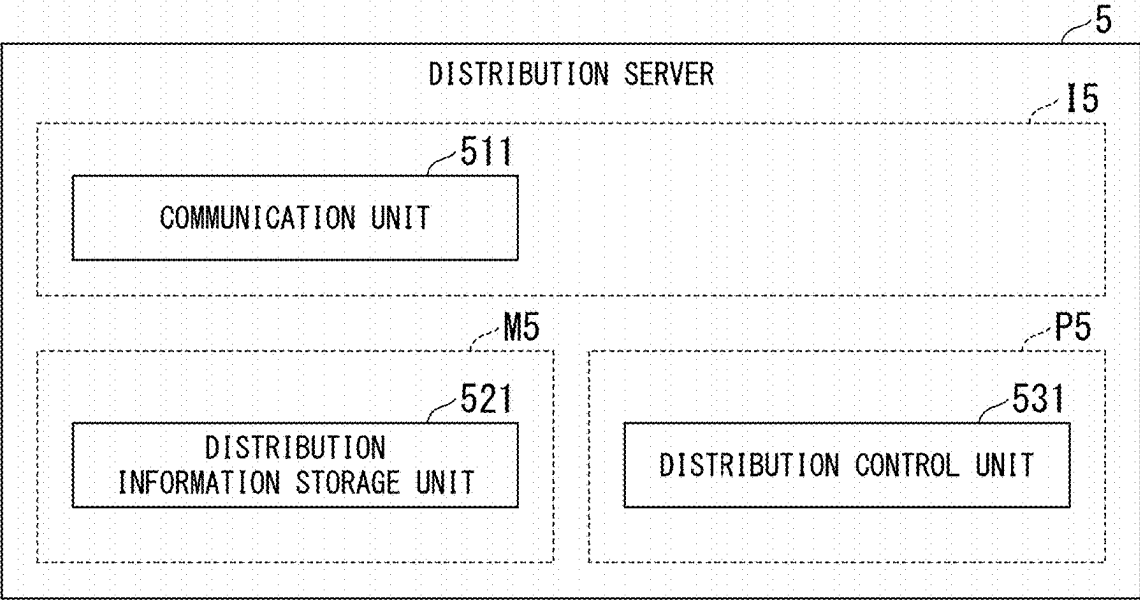 5
DISTRIBUTION SERVER
I5
511
COMMUNICATION UNIT
M5
P5
521
531
DISTRIBUTION
INFORMATION STORAGE UNIT
DISTRIBUTION CONTROL UNIT